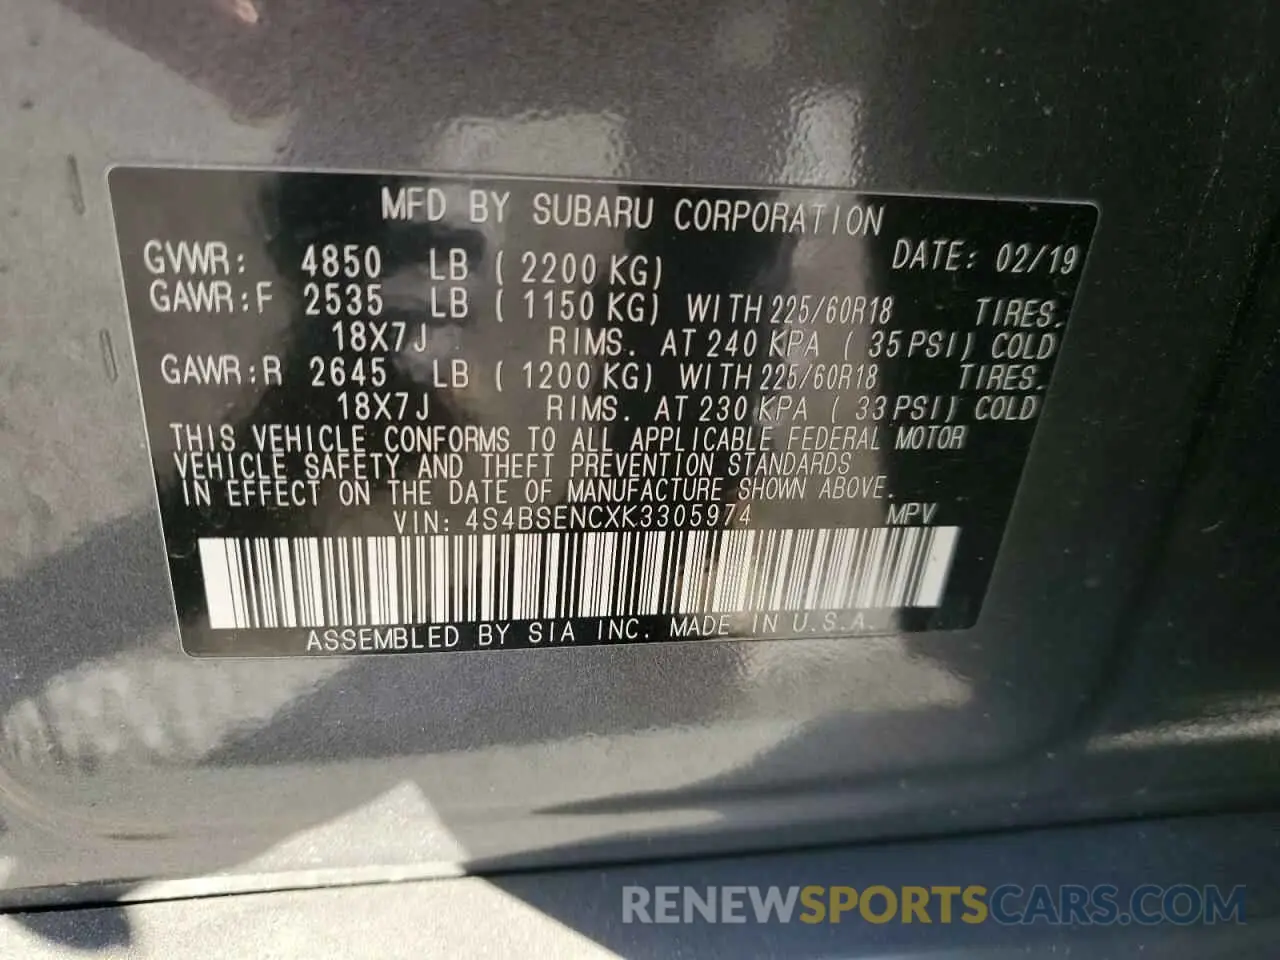 MFD BY SUBARU CORPORATION
GVWR: 4850 LB ( 2200 KG) DATE: 02/19
GAWR:F 2535 LB ( 1150 KG) WITH 225/60R18 TIRES.
18X7J RIMS. AT 240 KPA ( 35 PSI) COLD
GAWR:R 2645 LB ( 1200 KG) WITH 225/60R18 TIRES.
18X7J RIMS. AT 230 KPA ( 33 PSI) COLD
THIS VEHICLE CONFORMS TO ALL APPLICABLE FEDERAL MOTOR
VEHICLE SAFETY AND THEFT PREVENTION STANDARDS
IN EFFECT ON THE DATE OF MANUFACTURE SHOWN ABOVE.
VIN: 4S4BSENCXK3305974 MPV
ASSEMBLED BY SIA INC. MADE IN U.S.A.
RENEWSPORTSCARS.COM